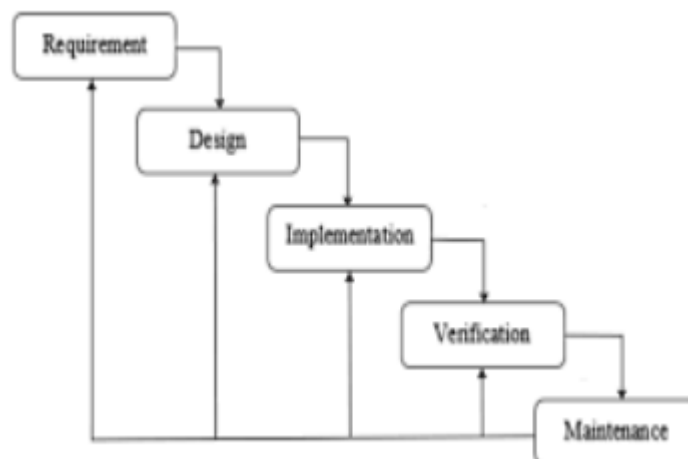 Requirement
Design
Implementation
Verification
Maintenance